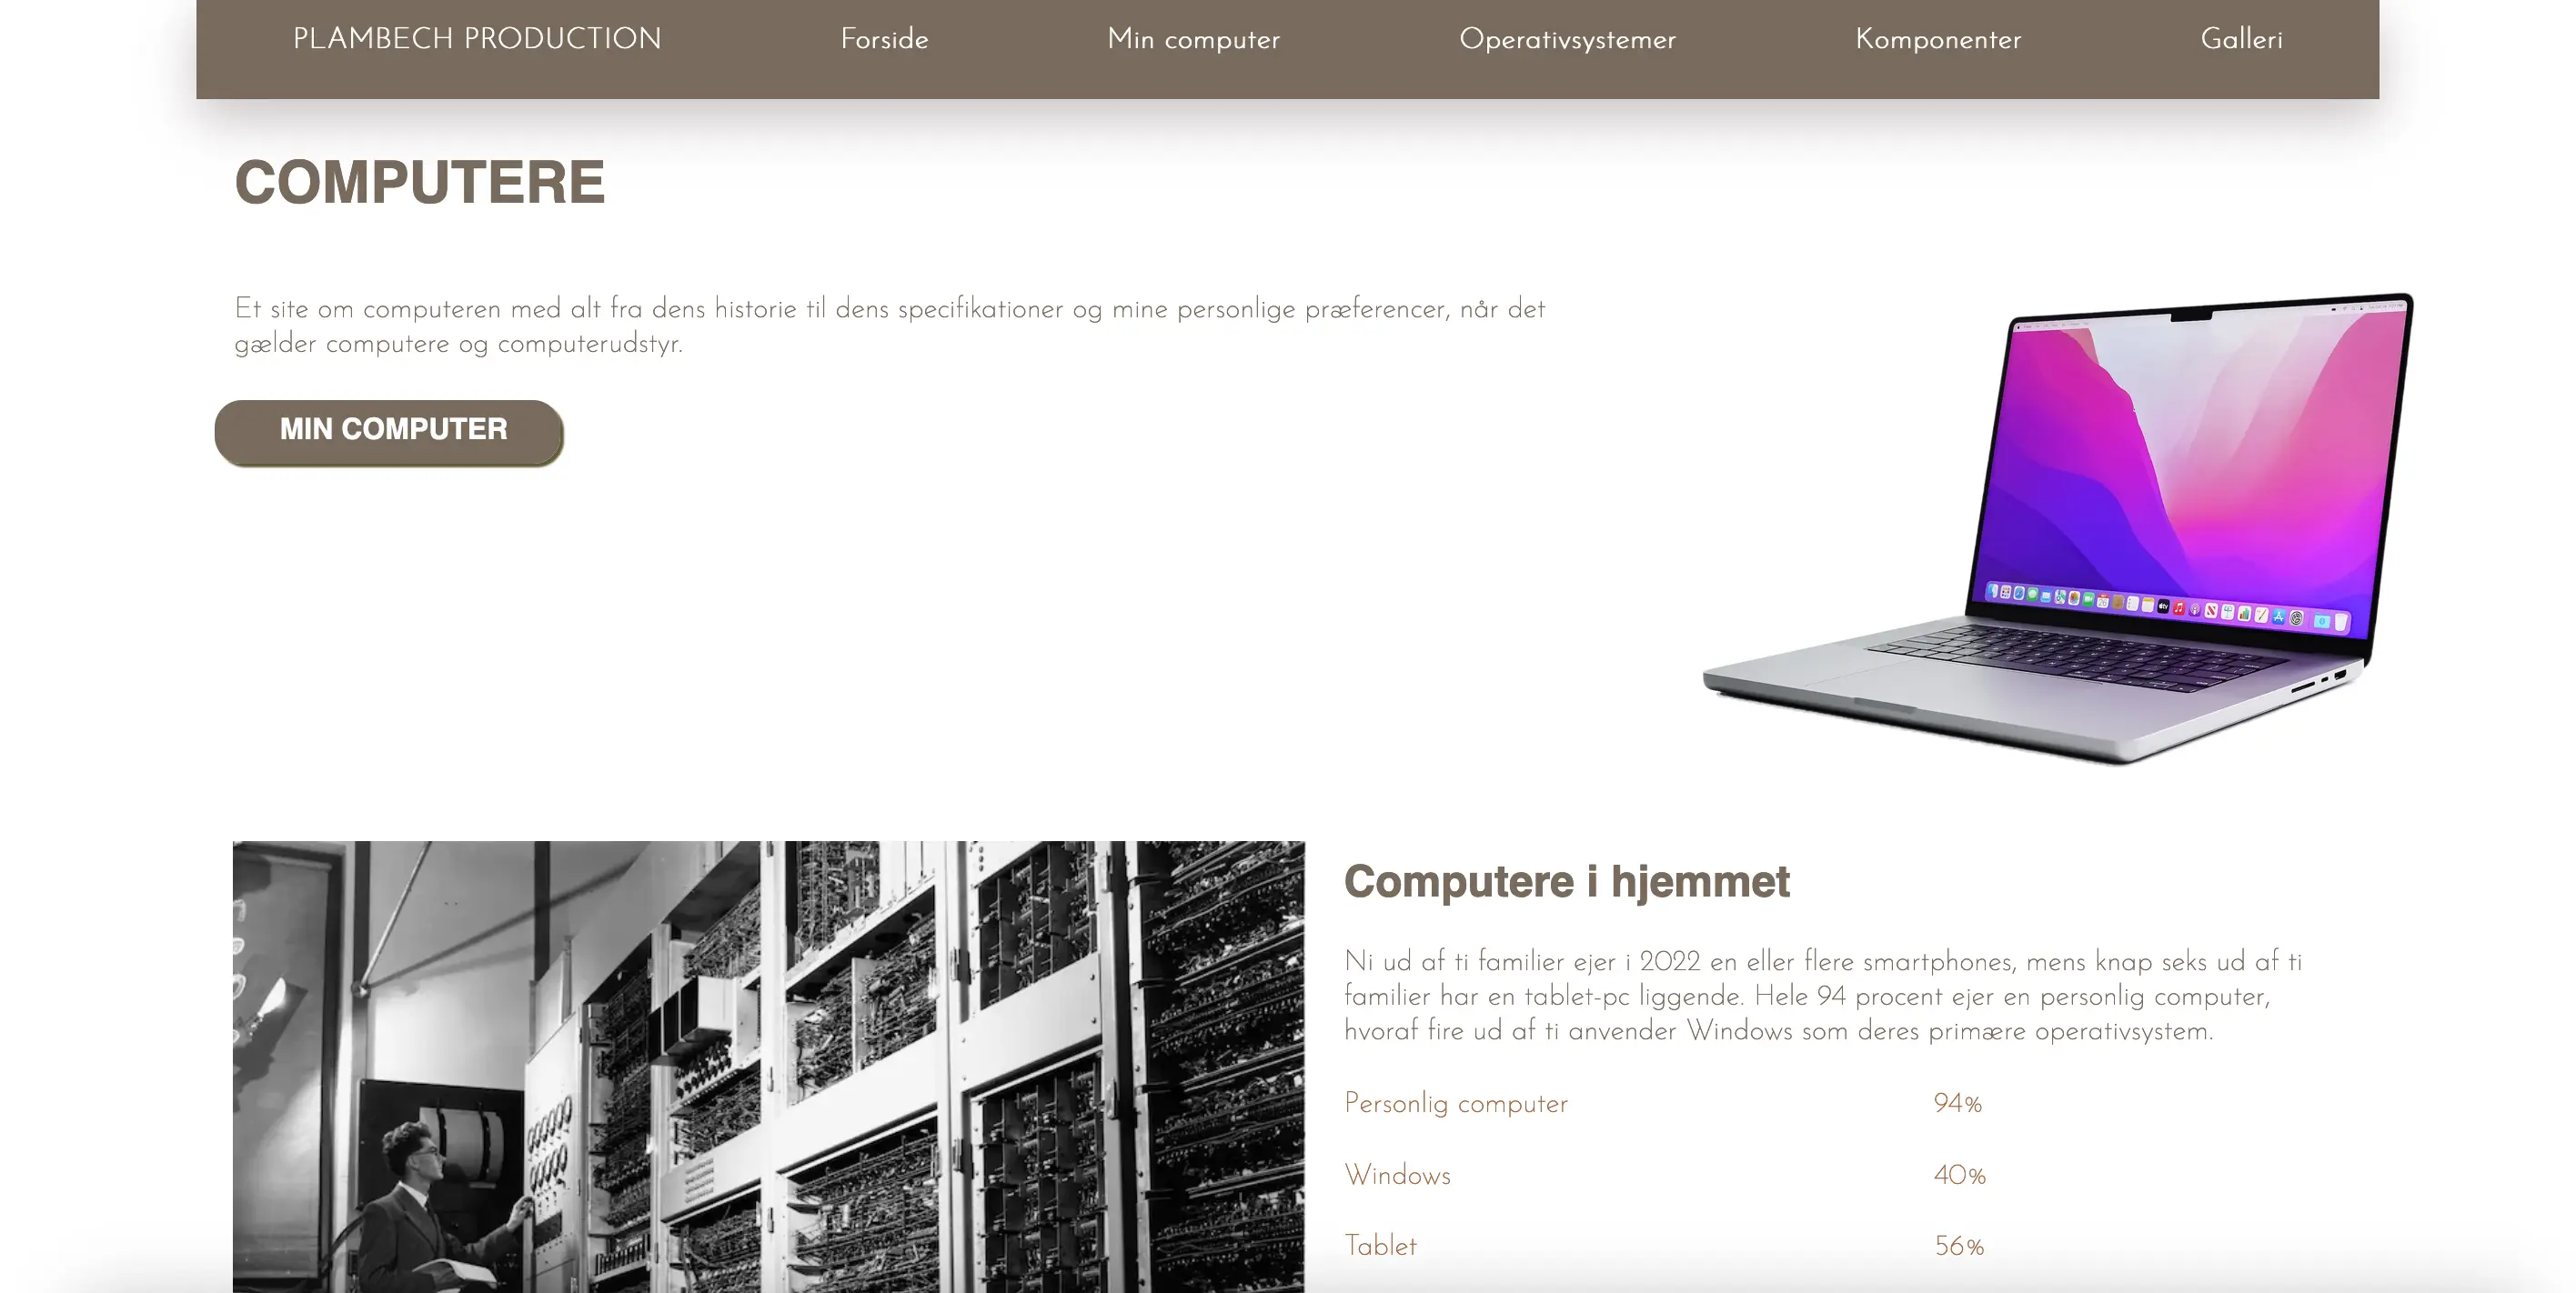 PLAMBECH PRODUCTION
Forside
Min computer
Operativsystemer
Komponenter
Galleri
COMPUTERE
Et site om computeren med alt fra dens historie til dens specifikationer og mine personlige præferencer, når det
gælder computere og computerudstyr.
MIN COMPUTER
Computere i hjemmet
Ni ud af ti familier ejer i 2022 en eller flere smartphones, mens knap seks ud af ti
familier har en tablet-pc liggende. Hele 94 procent ejer en personlig computer,
hvoraf fire ud af ti anvender Windows som deres primære operativsystem.
Personlig computer 94%
Windows 40%
Tablet 56%